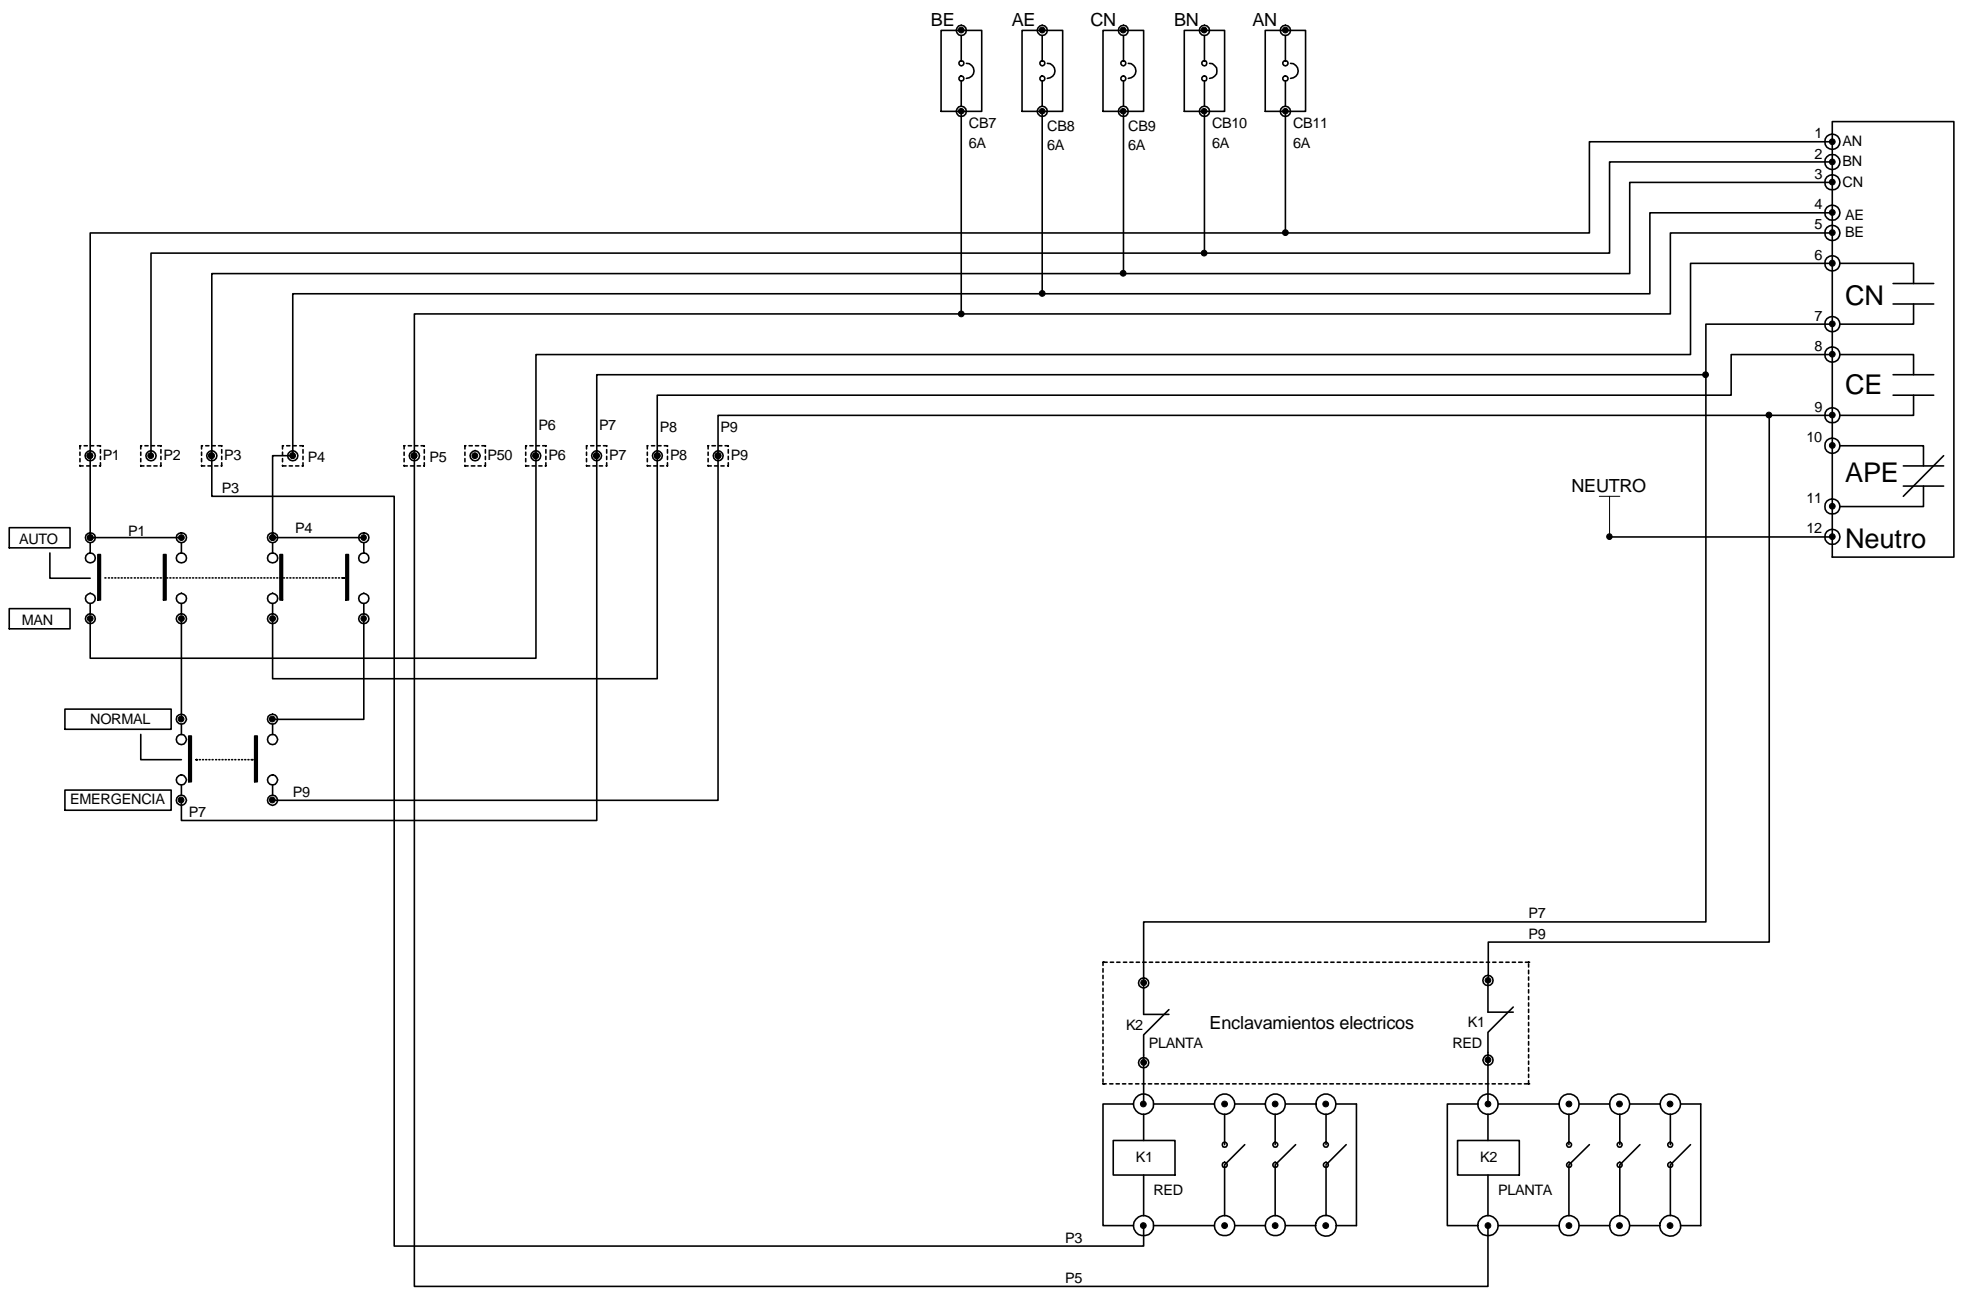 BE AE CN BN AN
CB7 CB8 CB9 CB10 CB11
6A 6A 6A 6A 6A
1 AN
2 BN
3 CN
4 AE
5 BE
6
CN
7
8
CE
9
10
APE
11
12 Neutro
NEUTRO
P6 P7 P8 P9
P1 P2 P3 P4 P5 P50 P6 P7 P8 P9
P3
AUTO P1 P4
MAN
NORMAL
EMERGENCIA P9
P7
P7
P9
K2 Enclavamientos electricos K1
PLANTA RED
K1 K2
RED PLANTA
P3
P5